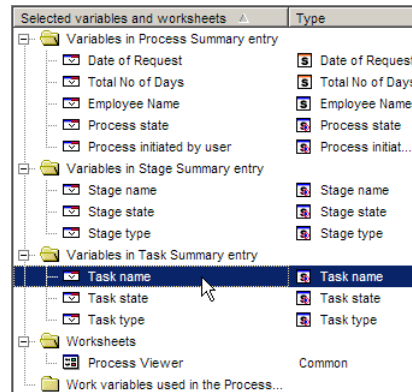 Selected variables and worksheets Type
Variables in Process Summary entry
Date of Request Date of Request
Total No of Days Total No of Days
Employee Name Employee Name
Process state Process state
Process initiated by user Process initiat...
Variables in Stage Summary entry
Stage name Stage name
Stage state Stage state
Stage type Stage type
Variables in Task Summary entry
Task name Task name
Task state Task state
Task type Task type
Worksheets
Process Viewer Common
Work variables used in the Process...